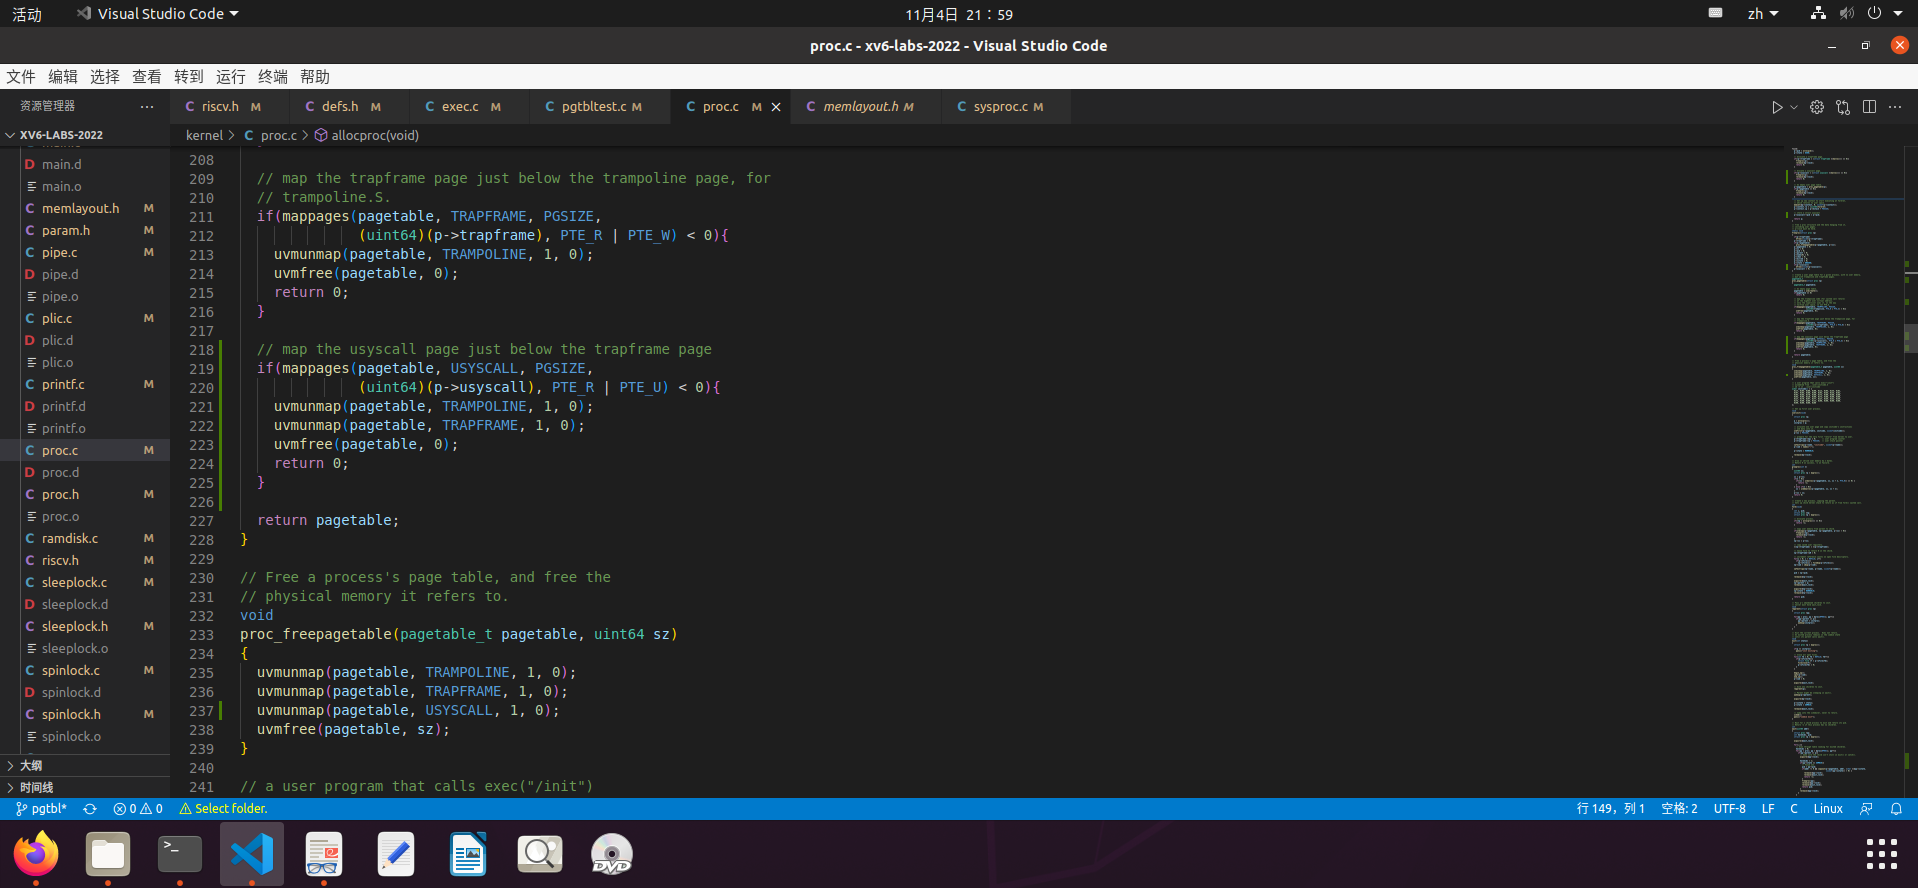 活动
Visual Studio Code
11月4日 21：59
zh
proc.c - xv6-labs-2022 - Visual Studio Code
文件 编辑 选择 查看 转到 运行 终端 帮助
资源管理器 ···
C riscv.h M
C defs.h M
C exec.c M
C pgtbltest.c M
C proc.c M
C memlayout.h M
C sysproc.c M
XV6-LABS-2022
kernel > C proc.c > allocproc(void)
D main.d
main.o
C memlayout.h M
C param.h M
C pipe.c M
D pipe.d
pipe.o
C plic.c M
D plic.d
plic.o
C printf.c M
D printf.d
printf.o
C proc.c M
D proc.d
C proc.h M
proc.o
C ramdisk.c M
C riscv.h M
C sleeplock.c M
D sleeplock.d
C sleeplock.h M
sleeplock.o
C spinlock.c M
D spinlock.d
C spinlock.h M
spinlock.o
大纲
时间线
208
209 // map the trapframe page just below the trampoline page, for
210 // trampoline.S.
211 if(mappages(pagetable, TRAPFRAME, PGSIZE,
212 (uint64)(p->trapframe), PTE_R | PTE_W) < 0){
213 uvmunmap(pagetable, TRAMPOLINE, 1, 0);
214 uvmfree(pagetable, 0);
215 return 0;
216 }
217
218 // map the usyscall page just below the trapframe page
219 if(mappages(pagetable, USYSCALL, PGSIZE,
220 (uint64)(p->usyscall), PTE_R | PTE_U) < 0){
221 uvmunmap(pagetable, TRAMPOLINE, 1, 0);
222 uvmunmap(pagetable, TRAPFRAME, 1, 0);
223 uvmfree(pagetable, 0);
224 return 0;
225 }
226
227 return pagetable;
228 }
229
230 // Free a process's page table, and free the
231 // physical memory it refers to.
232 void
233 proc_freepagetable(pagetable_t pagetable, uint64 sz)
234 {
235 uvmunmap(pagetable, TRAMPOLINE, 1, 0);
236 uvmunmap(pagetable, TRAPFRAME, 1, 0);
237 uvmunmap(pagetable, USYSCALL, 1, 0);
238 uvmfree(pagetable, sz);
239 }
240
241 // a user program that calls exec("/init")
pgtbl* 0 0 Select folder. 行 149，列 1 空格: 2 UTF-8 LF C Linux
>_
DVD